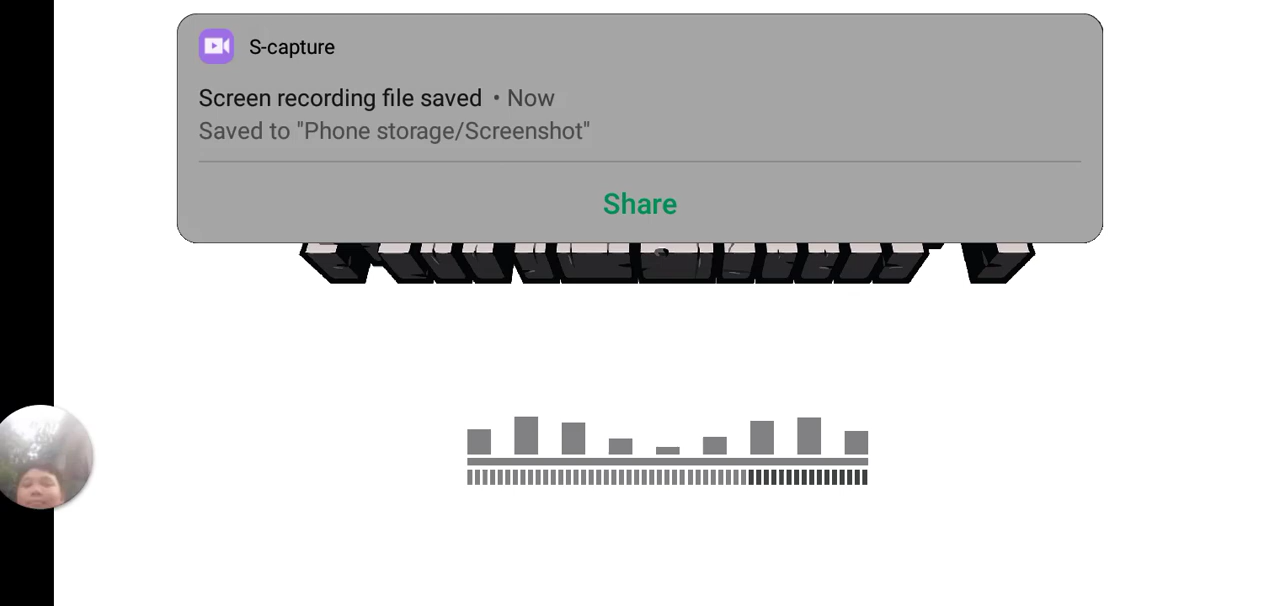 S-capture
Screen recording file saved • Now
Saved to "Phone storage/Screenshot"
Share